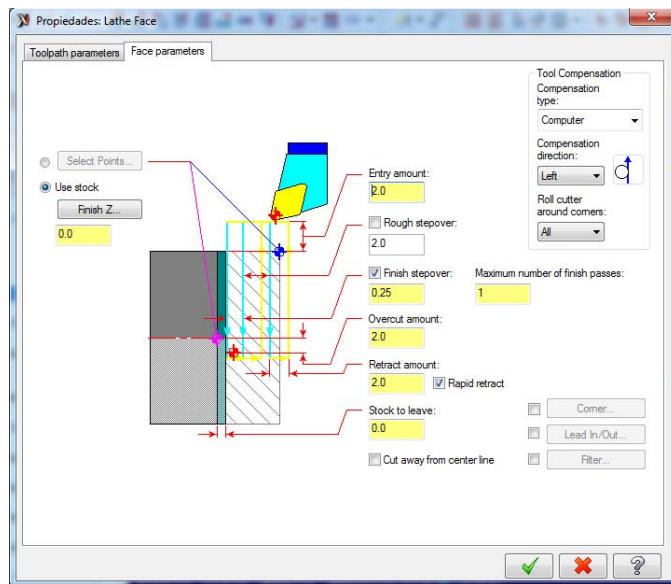 Propiedades: Lathe Face
Toolpath parameters
Face parameters
Select Points...
Use stock
Finish Z...
0.0
Entry amount:
2.0
Rough stepover:
2.0
Finish stepover:
0.25
Maximum number of finish passes:
1
Overcut amount:
2.0
Retract amount:
2.0
Rapid retract
Stock to leave:
0.0
Cut away from center line
Tool Compensation
Compensation
type:
Computer
Compensation
direction:
Left
Roll cutter
around corners:
All
Corner...
Lead In/Out...
Filter...